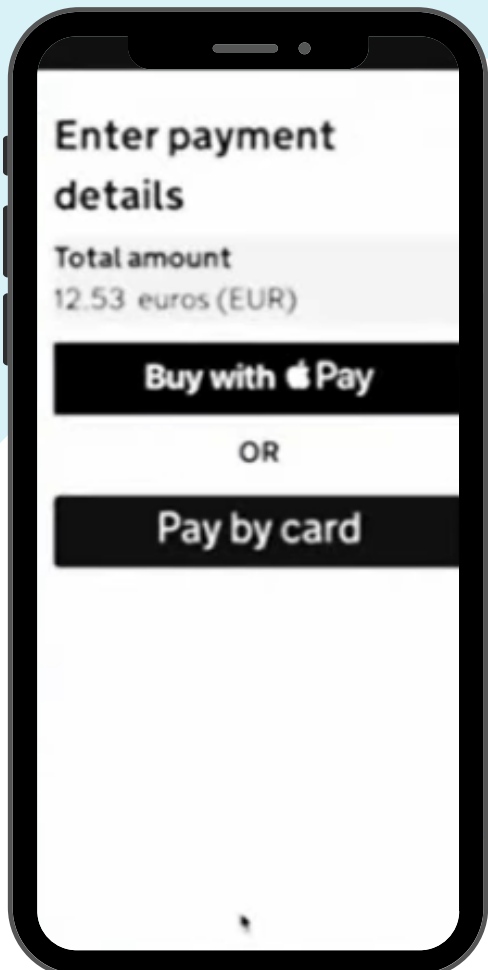 Enter payment
details
Total amount
12.53 euros (EUR)
Buy with Pay
OR
Pay by card